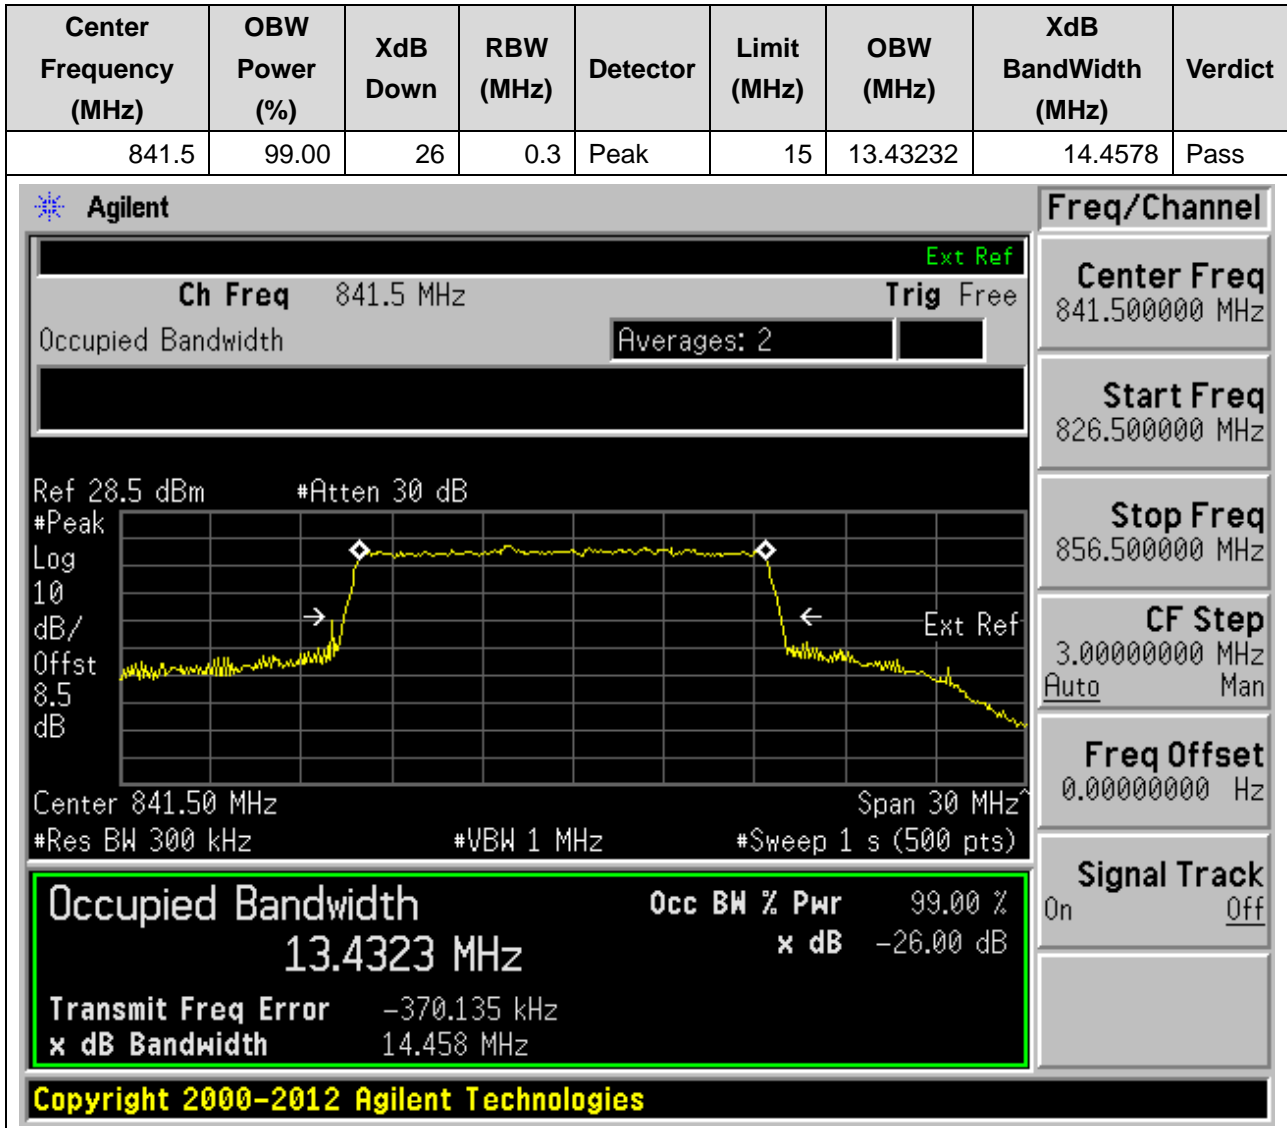 Center Frequency (MHz) OBW Power (%) XdB Down RBW (MHz) Detector Limit (MHz) OBW (MHz) XdB BandWidth (MHz) Verdict
841.5 99.00 26 0.3 Peak 15 13.43232 14.4578 Pass
Agilent
Freq/Channel
Ext Ref
Ch Freq 841.5 MHz Trig Free
Occupied Bandwidth Averages: 2
Center Freq
841.500000 MHz
Start Freq
826.500000 MHz
Stop Freq
856.500000 MHz
CF Step
3.00000000 MHz
Auto Man
Freq Offset
0.00000000 Hz
Signal Track
On Off
Ref 28.5 dBm #Atten 30 dB
#Peak
Log
10
dB/
Offst
8.5
dB
Ext Ref
Center 841.50 MHz Span 30 MHz^
#Res BW 300 kHz #VBW 1 MHz #Sweep 1 s (500 pts)
Occupied Bandwidth
13.4323 MHz
Occ BW % Pwr 99.00 %
x dB -26.00 dB
Transmit Freq Error -370.135 kHz
x dB Bandwidth 14.458 MHz
Copyright 2000-2012 Agilent Technologies